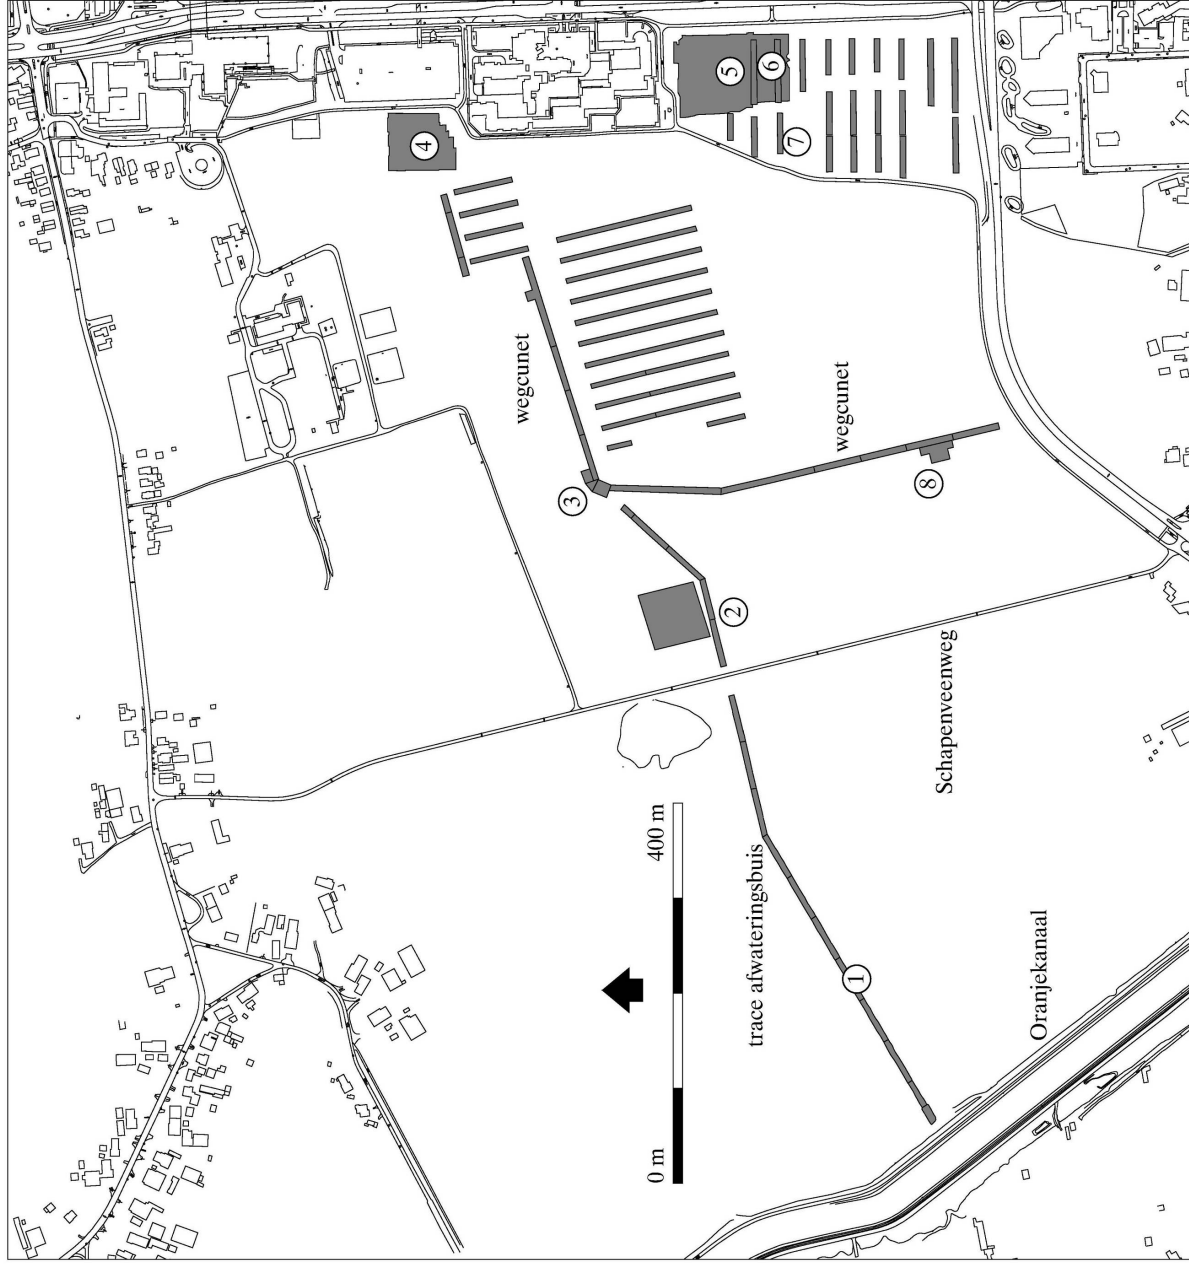 5
6
7
4
wegcunet
wegcunet
3
8
2
Schapenveenweg
0 m
400 m
trace afwateringsbuis
1
Oranjekanaal